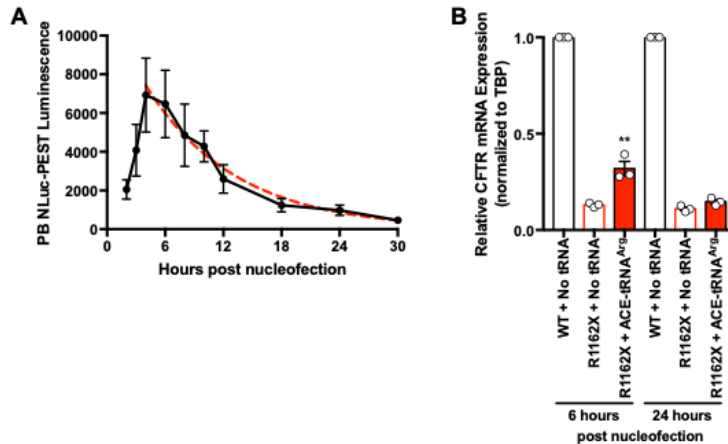 A
PB NLuc-PEST Luminescence
10000
8000
6000
4000
2000
0
0 6 12 18 24 30
Hours post nucleofection
B
Relative CFTR mRNA Expression
(normalized to TBP)
1.0
0.5
0.0
**
WT + No tRNA
R1162X + No tRNA
R1162X + ACE-tRNAArg
WT + No tRNA
R1162X + No tRNA
R1162X + ACE-tRNAArg
6 hours 24 hours
post nucleofection